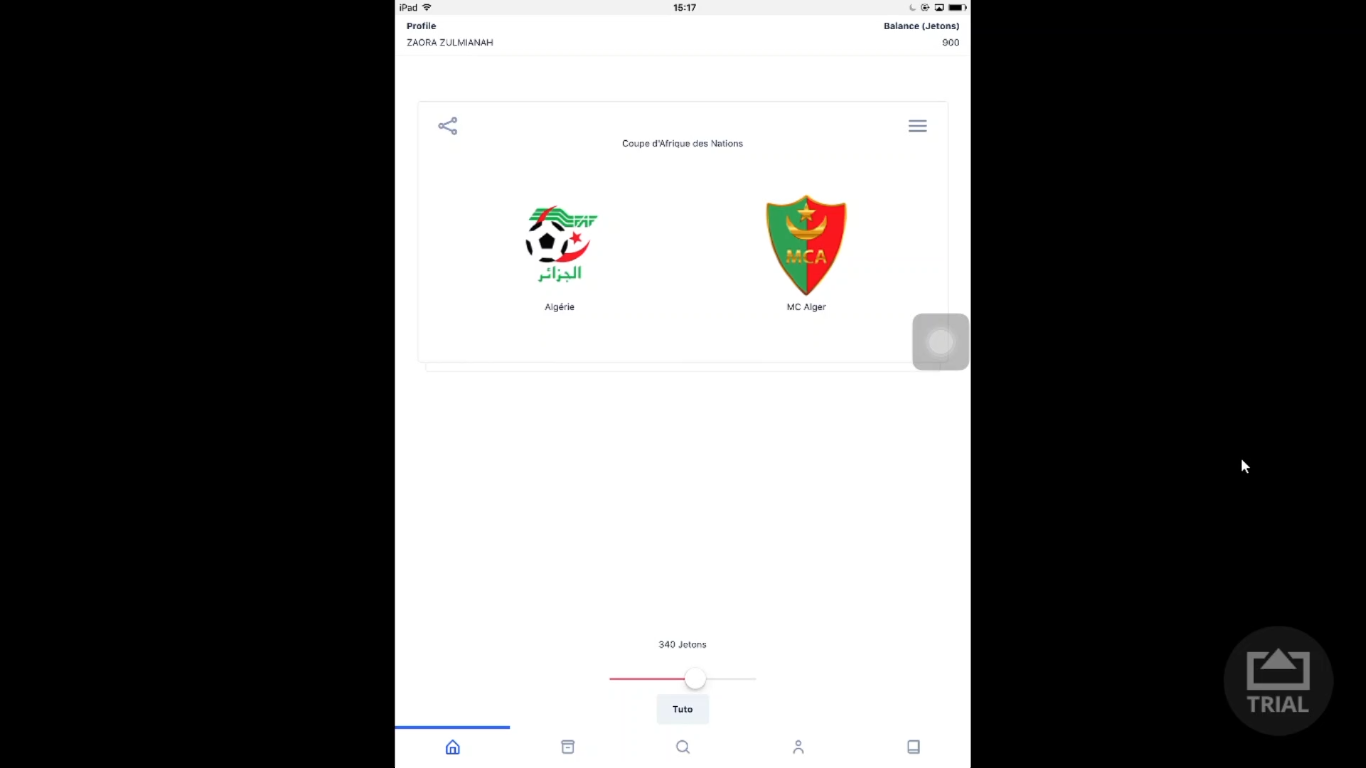 iPad
15:17
Profile
Balance (Jetons)
ZAORA ZULMIANAH
900
Coupe d'Afrique des Nations
FAF
MCA
الجزائر
Algérie
MC Alger
340 Jetons
Tuto
TRIAL